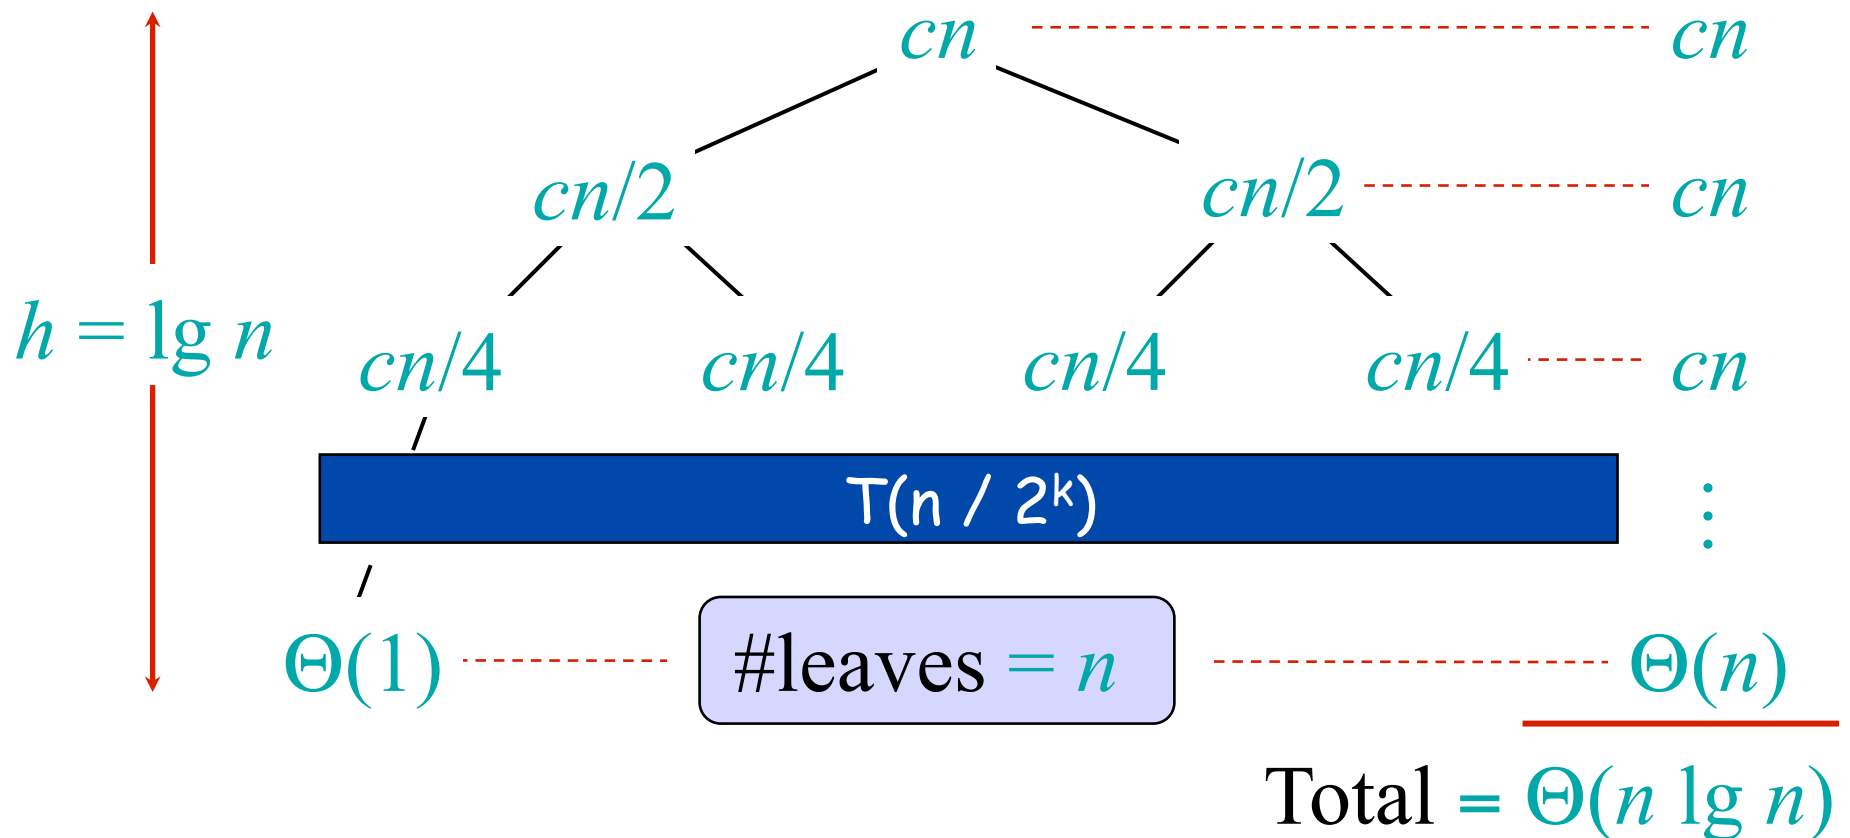 cn cn
cn/2 cn/2 cn
h = lg n
cn/4 cn/4 cn/4 cn/4 cn
T(n / 2ᵏ) ⋮
Θ(1) #leaves = n Θ(n)
Total = Θ(n lg n)